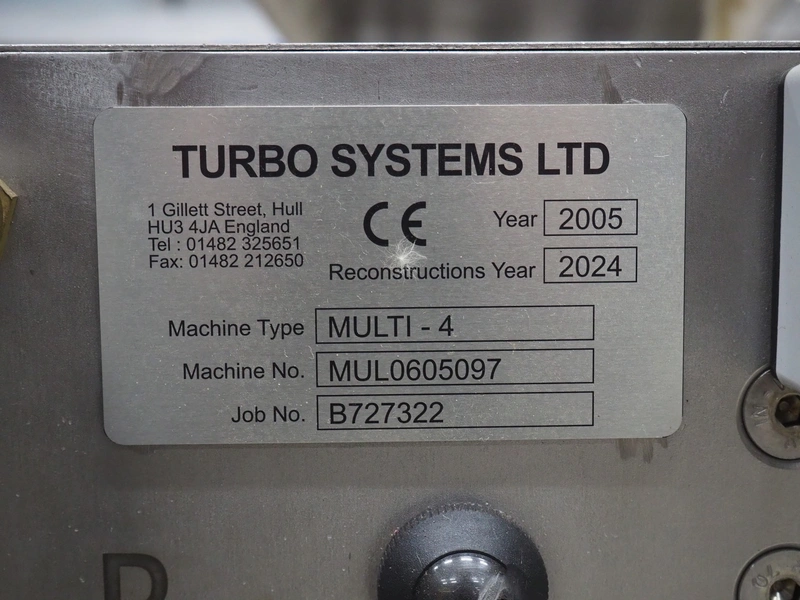 TURBO SYSTEMS LTD
1 Gillett Street, Hull
HU3 4JA England
Tel : 01482 325651
Fax: 01482 212650
CE
Year 2005
Reconstructions Year 2024
Machine Type MULTI - 4
Machine No. MUL0605097
Job No. B727322